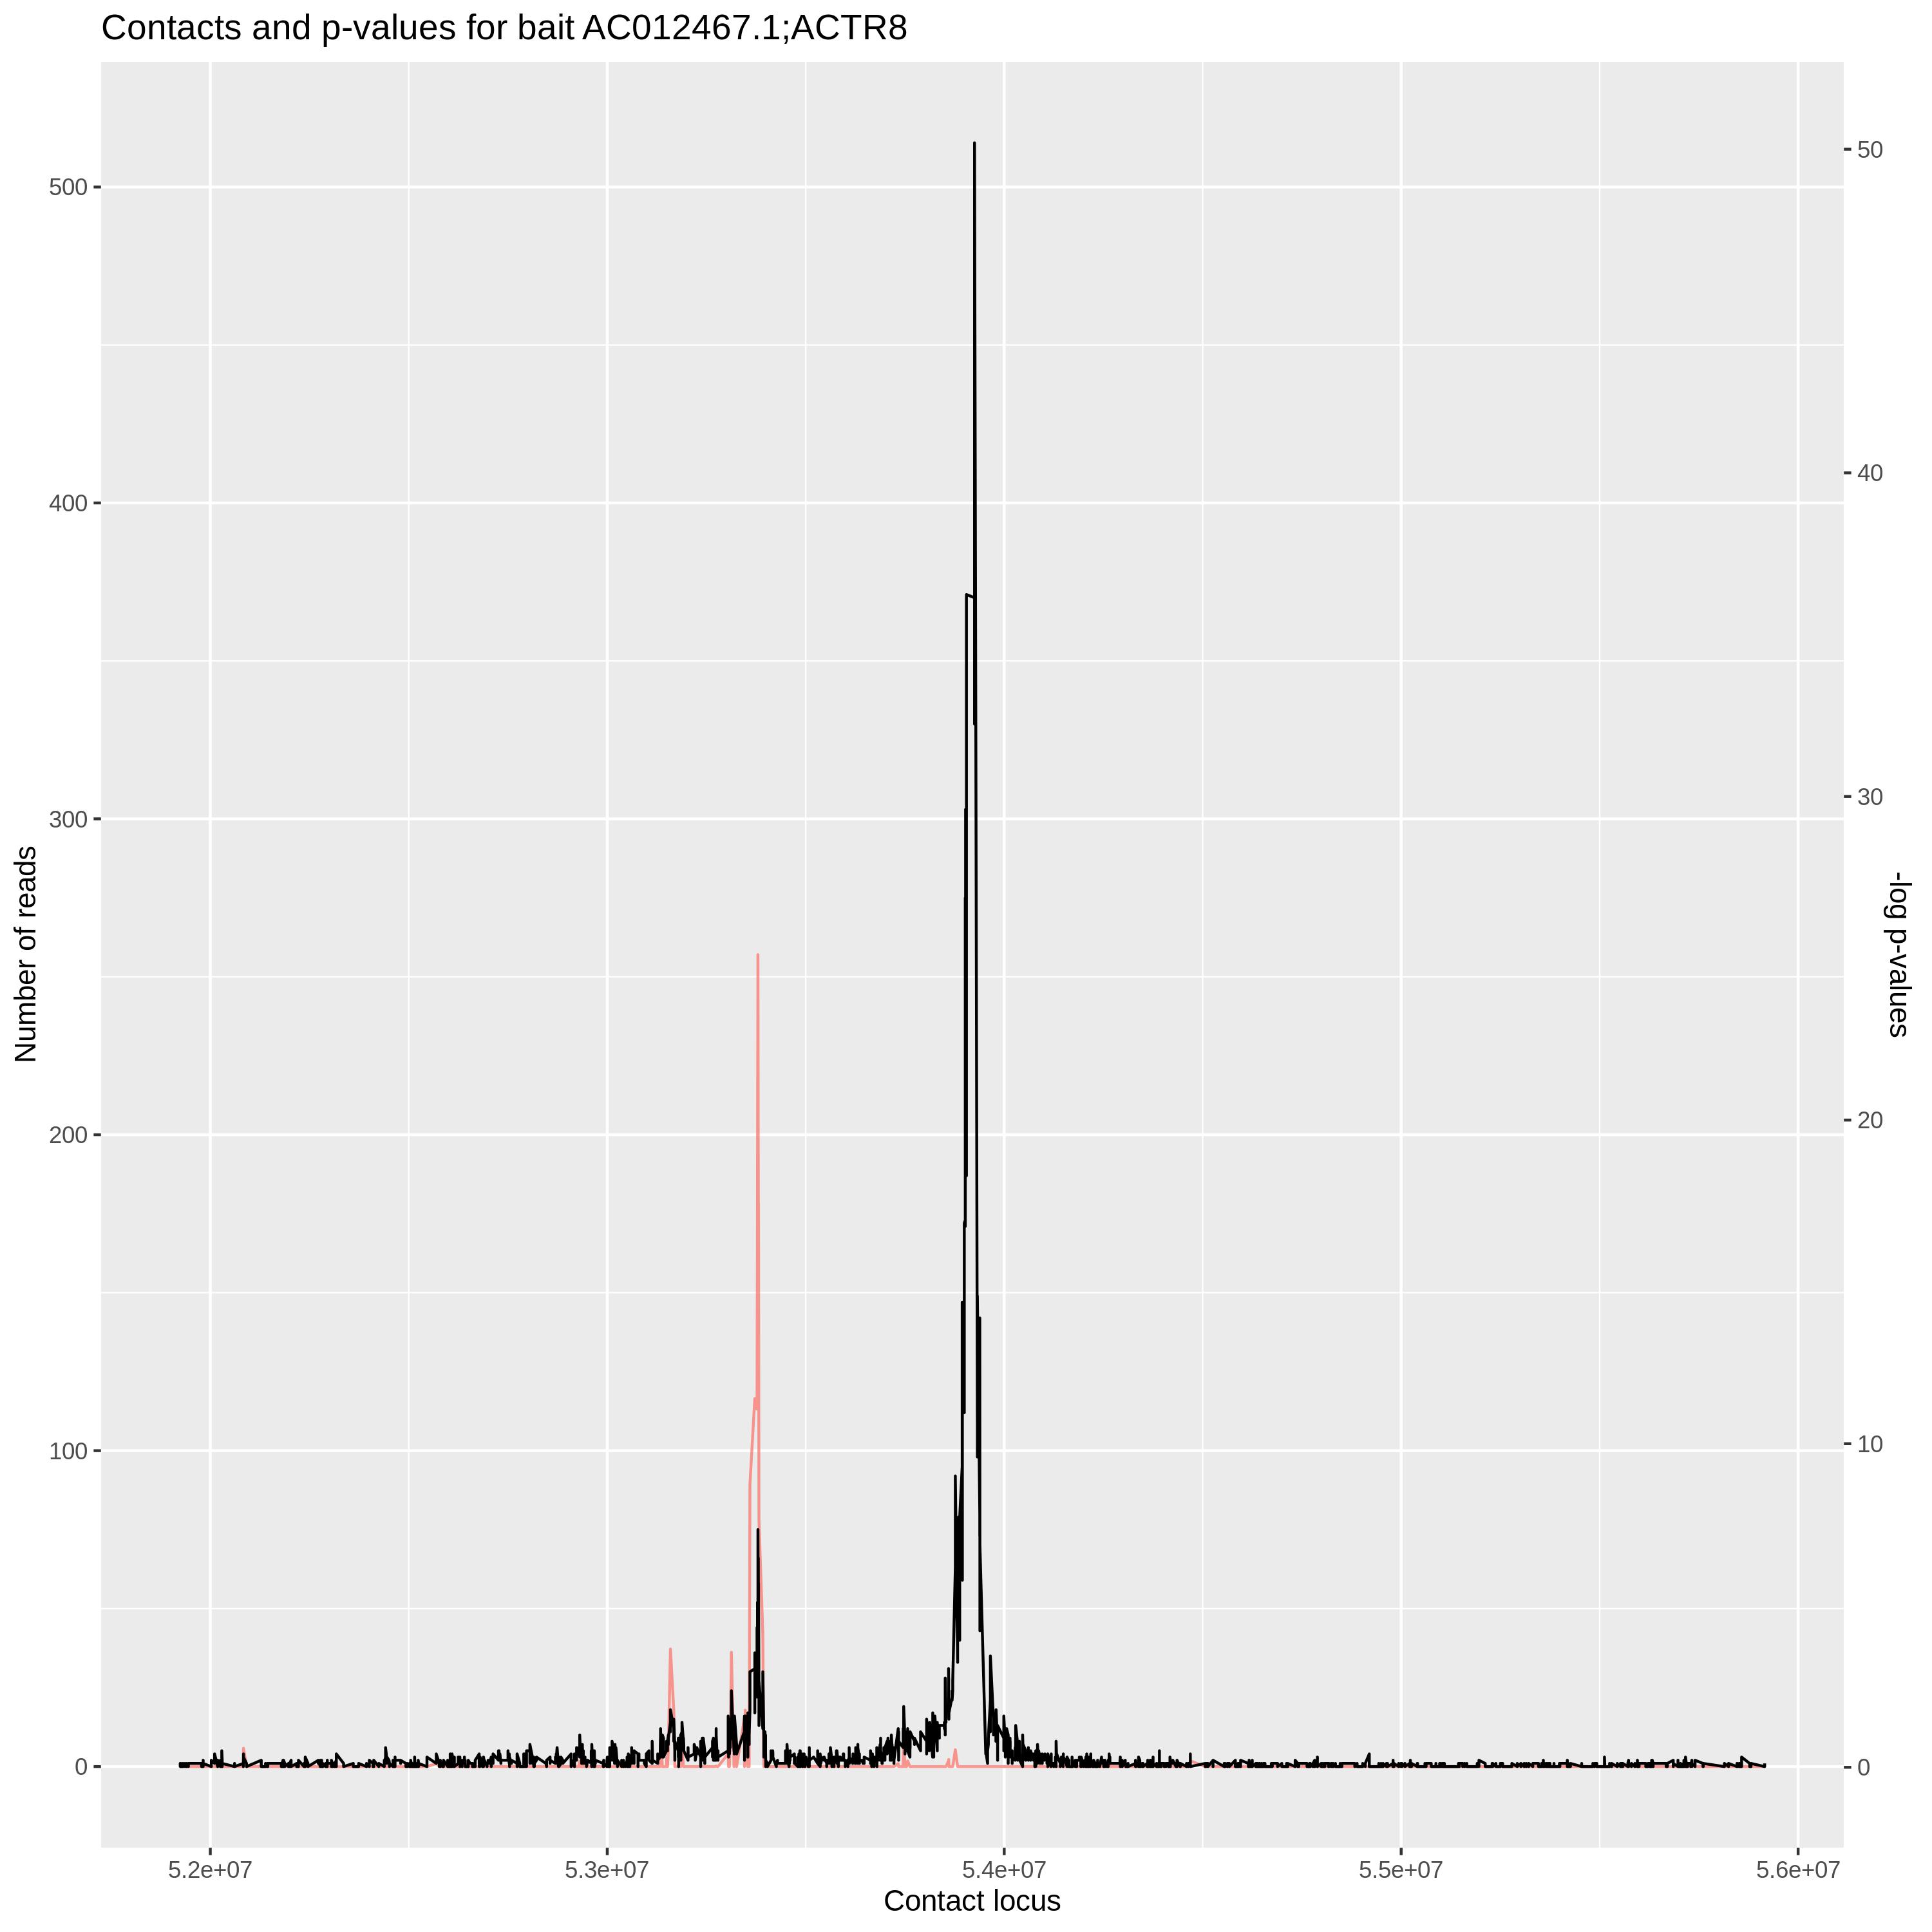 Contacts and p-values for bait AC012467.1;ACTR8
500
400
300
200
100
0
Number of reads
50
40
30
20
10
0
-log p-values
5.2e+07
5.3e+07
5.4e+07
5.5e+07
5.6e+07
Contact locus